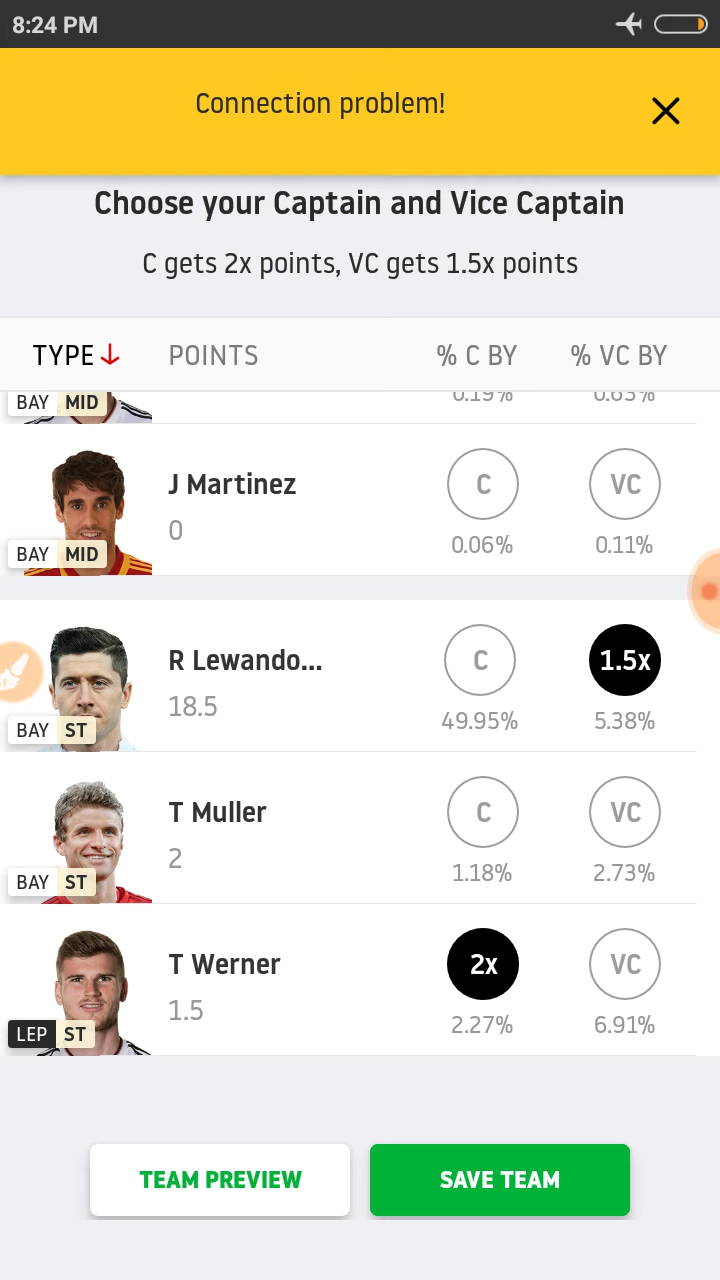 8:24 PM
Connection problem!
Choose your Captain and Vice Captain
C gets 2x points, VC gets 1.5x points
TYPE POINTS % C BY % VC BY
BAY MID 0.19% 0.63%
J Martinez C VC
0
BAY MID 0.06% 0.11%
R Lewando... C 1.5x
18.5
BAY ST 49.95% 5.38%
T Muller C VC
2
BAY ST 1.18% 2.73%
T Werner 2x VC
1.5
LEP ST 2.27% 6.91%
TEAM PREVIEW SAVE TEAM